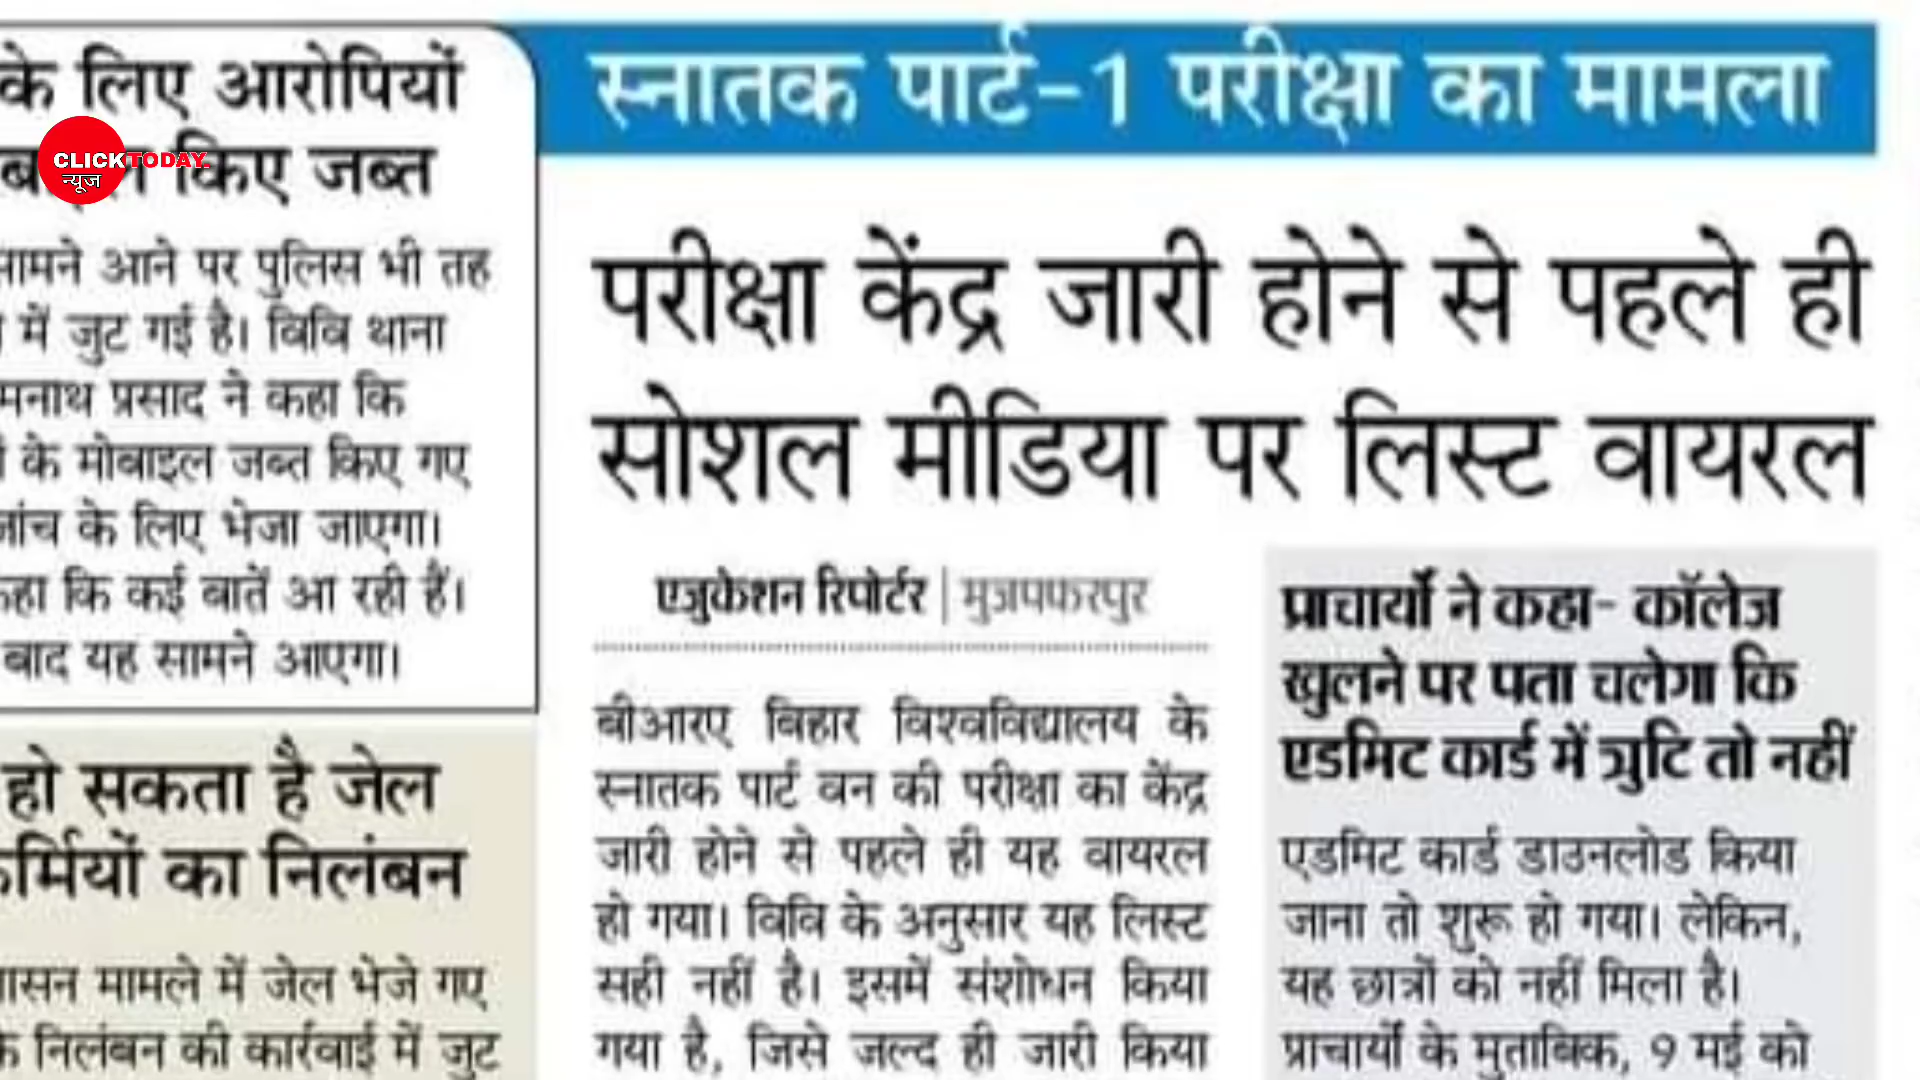 के लिए आरोपियों
किए जब्त
CLICKTODAY
न्यूज
सामने आने पर पुलिस भी तह
में जुट गई है। विवि थाना
प्रसाद ने कहा कि
के मोबाइल जब्त किए गए
जांच के लिए भेजा जाएगा।
कहा कि कई बातें आ रही हैं।
बाद यह सामने आएगा।
हो सकता है जेल
का निलंबन
मामले में जेल भेजे गए
के निलंबन की कार्रवाई में जुट
स्नातक पार्ट-1 परीक्षा का मामला
परीक्षा केंद्र जारी होने से पहले ही
सोशल मीडिया पर लिस्ट वायरल
एजुकेशन रिपोर्टर | मुजफ्फरपुर
बीआरए बिहार विश्वविद्यालय के
स्नातक पार्ट वन की परीक्षा का केंद्र
जारी होने से पहले ही यह वायरल
हो गया। विवि के अनुसार यह लिस्ट
सही नहीं है। इसमें संशोधन किया
गया है, जिसे जल्द ही जारी किया
प्राचार्यों ने कहा- कॉलेज
खुलने पर पता चलेगा कि
एडमिट कार्ड में त्रुटि तो नहीं
एडमिट कार्ड डाउनलोड किया
जाना तो शुरू हो गया। लेकिन,
यह छात्रों को नहीं मिला है।
प्राचार्यों के मुताबिक, 9 मई को